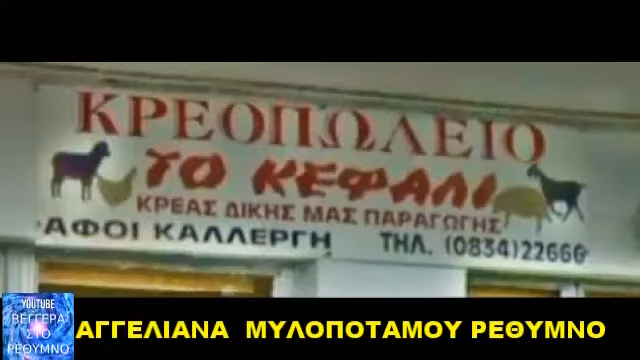 ΚΡΕΟΠΩΛΕΙΟ
ΤΟ ΚΕΦΑΛΙ
ΚΡΕΑΣ ΔΙΚΗΣ ΜΑΣ ΠΑΡΑΓΩΓΗΣ
ΑΦΟΙ ΚΑΛΛΕΡΓΗ ΤΗΛ. (0834)22660
YOUTUBE
ΒΕΓΓΕΡΑ
ΣΤΟ
ΡΕΘΥΜΝΟ
ΑΓΓΕΛΙΑΝΑ ΜΥΛΟΠΟΤΑΜΟΥ ΡΕΘΥΜΝΟ